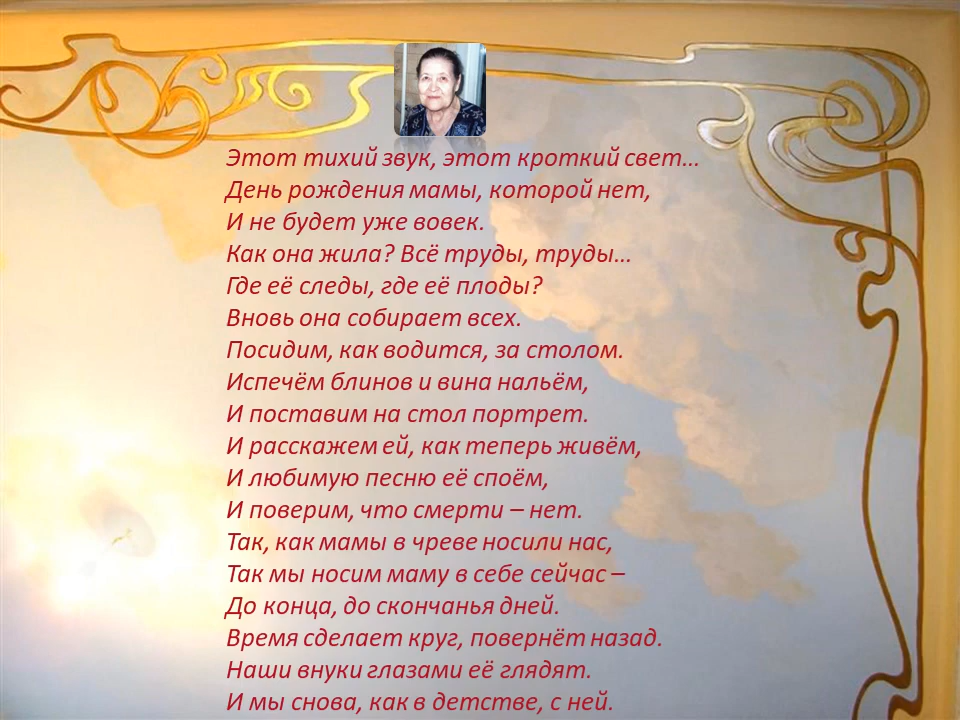 Этот тихий звук, этот кроткий свет...
День рождения мамы, которой нет,
И не будет уже вовек.
Как она жила? Всё труды, труды...
Где её следы, где её плоды?
Вновь она собирает всех.
Посидим, как водится, за столом.
Испечём блинов и вина нальём,
И поставим на стол портрет.
И расскажем ей, как теперь живём,
И любимую песню её споём,
И поверим, что смерти – нет.
Так, как мамы в чреве носили нас,
Так мы носим маму в себе сейчас –
До конца, до скончанья дней.
Время сделает круг, повернёт назад.
Наши внуки глазами её глядят.
И мы снова, как в детстве, с ней.